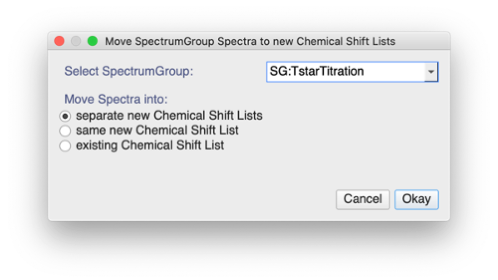 Move SpectrumGroup Spectra to new Chemical Shift Lists
Select SpectrumGroup: SG:TstarTitration
Move Spectra into:
separate new Chemical Shift Lists
same new Chemical Shift List
existing Chemical Shift List
Cancel Okay